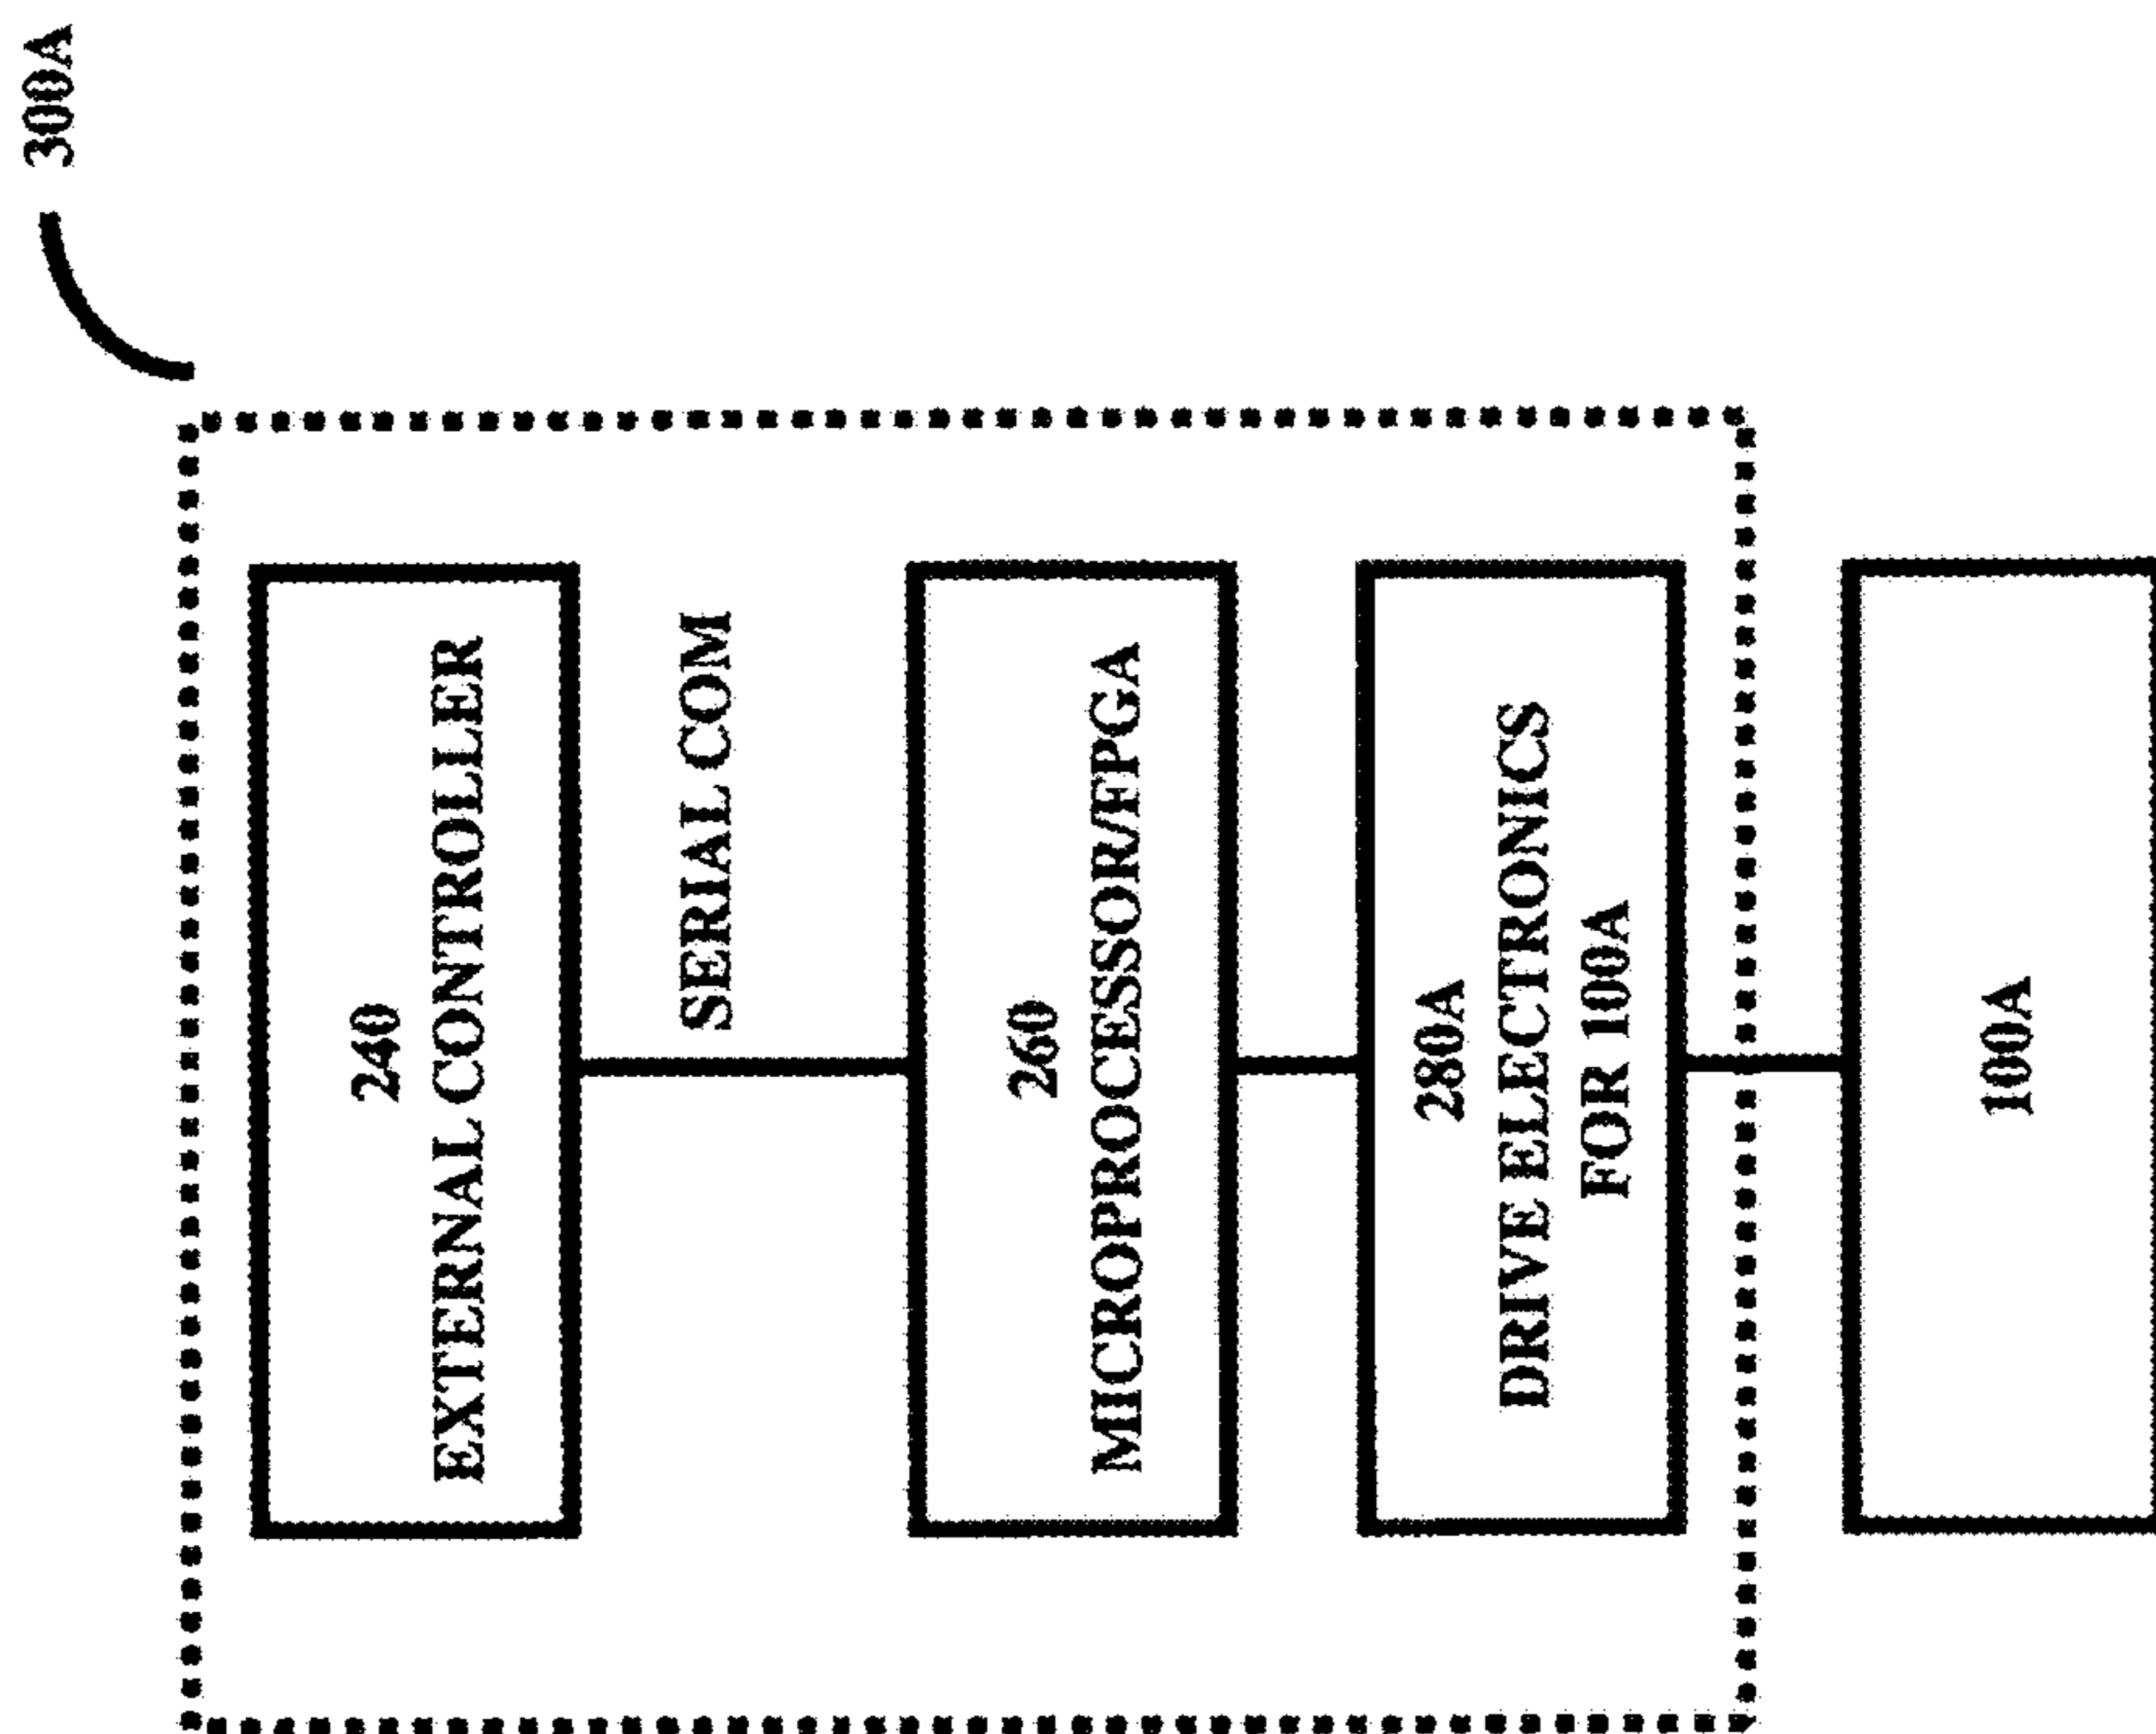 300A
240
EXTERNAL CONTROLLER
SERIAL COM
260
MICROPROCESSOR/FPGA
280A
DRIVE ELECTRONICS
FOR 100A
100A